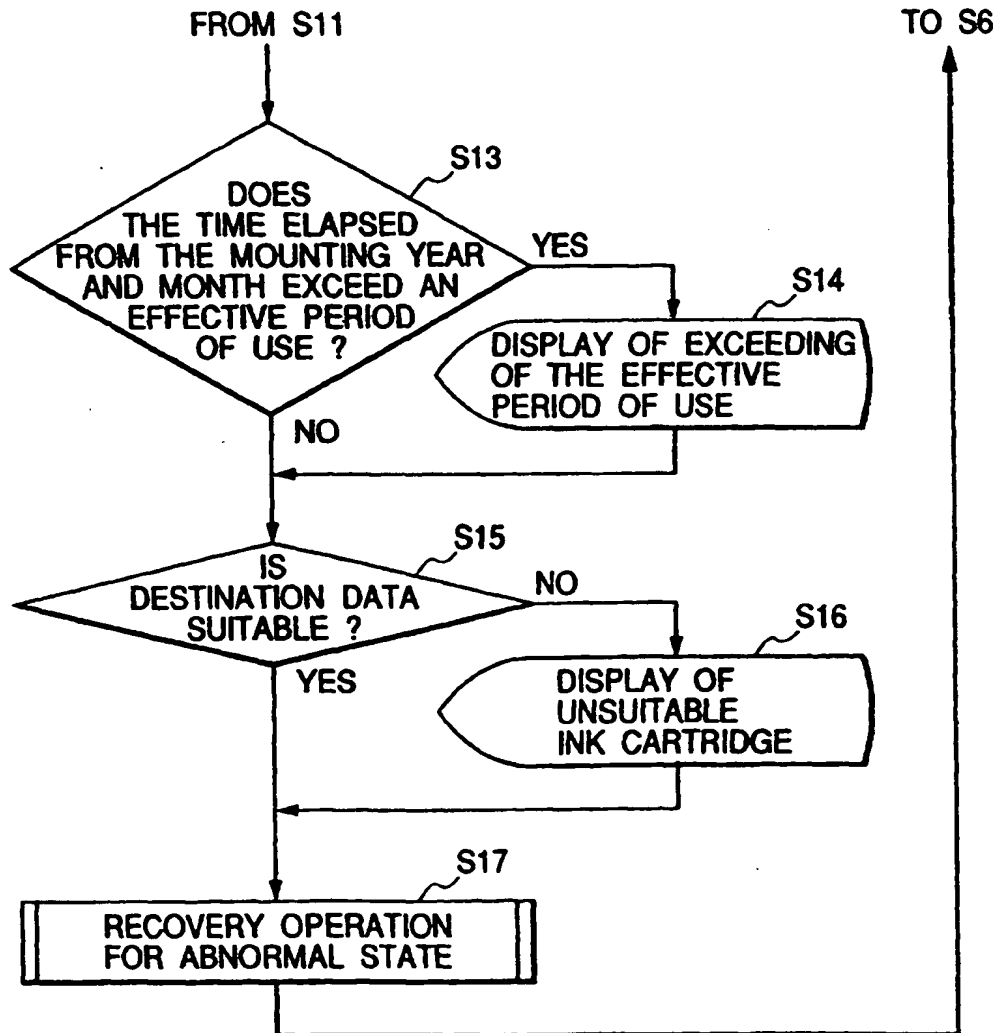 FROM S11
TO S6
S13
DOES
THE TIME ELAPSED
FROM THE MOUNTING YEAR
AND MONTH EXCEED AN
EFFECTIVE PERIOD
OF USE ?
YES
S14
DISPLAY OF EXCEEDING
OF THE EFFECTIVE
PERIOD OF USE
NO
S15
IS
DESTINATION DATA
SUITABLE ?
NO
S16
DISPLAY OF
UNSUITABLE
INK CARTRIDGE
YES
S17
RECOVERY OPERATION
FOR ABNORMAL STATE